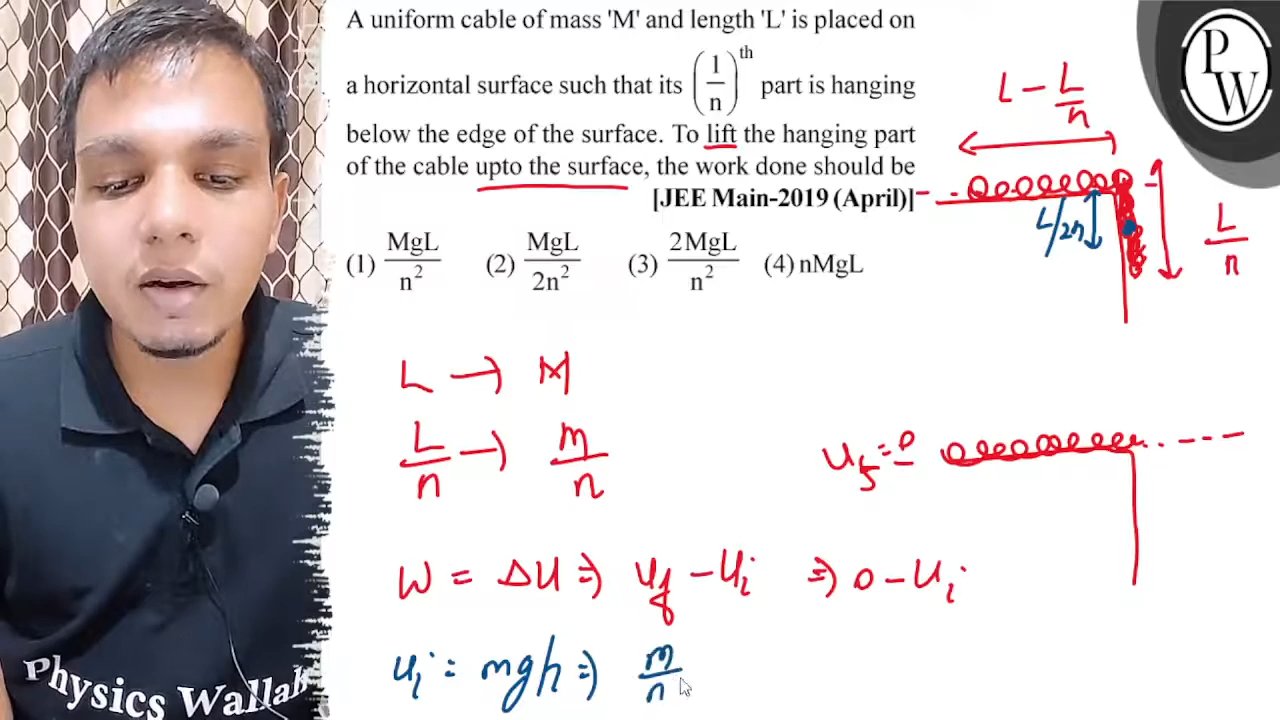 A uniform cable of mass 'M' and length 'L' is placed on
a horizontal surface such that its (1/n)th part is hanging
below the edge of the surface. To lift the hanging part
of the cable upto the surface, the work done should be
[JEE Main-2019 (April)]
(1) MgL/n² (2) MgL/2n² (3) 2MgL/n² (4) nMgL
P
W
L - L/n
L/2n
L/n
L → M
L/n → m/n
U_f = 0
W = ΔU ⇒ U_f - U_i ⇒ 0 - U_i
U_i = mgh ⇒ m/n
Physics Wallah